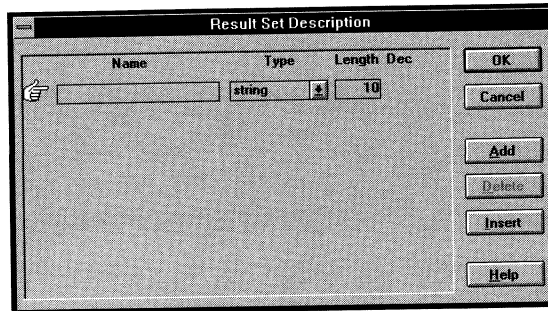 Result Set Description
Name Type Length Dec
string 10
OK
Cancel
Add
Delete
Insert
Help